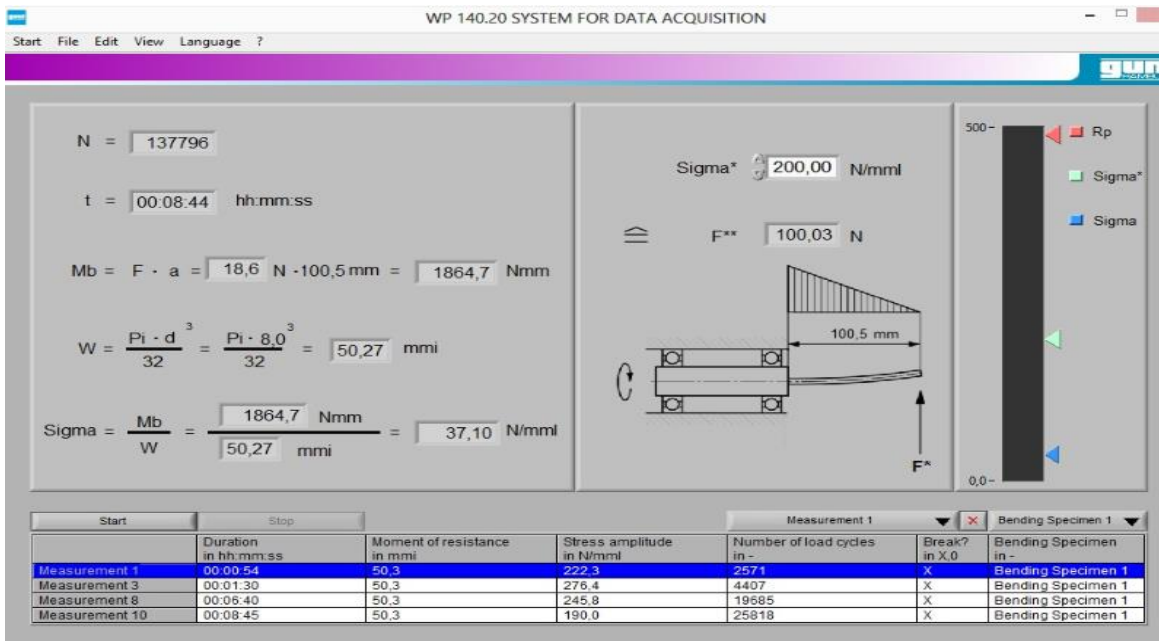 WP 140.20 SYSTEM FOR DATA ACQUISITION
Start File Edit View Language ?
N = 137796
t = 00:08:44 hh:mm:ss
Mb = F · a = 18,6 N ·100,5 mm = 1864,7 Nmm
W = Pi · d 3 / 32 = Pi · 8,0 3 / 32 = 50,27 mmi
Sigma = Mb / W = 1864,7 Nmm / 50,27 mmi = 37,10 N/mml
Sigma* 200,00 N/mml
≙ F** 100,03 N
100,5 mm
F*
500 -
0,0 -
Rp
Sigma*
Sigma
Start Stop Measurement 1 Bending Specimen 1
Duration Moment of resistance Stress amplitude Number of load cycles Break? Bending Specimen
in hh:mm:ss in mmi in N/mml in - in X,0 in -
Measurement 1 00:00:54 50,3 222,3 2571 X Bending Specimen 1
Measurement 3 00:01:30 50,3 276,4 4407 X Bending Specimen 1
Measurement 8 00:06:40 50,3 245,8 19685 X Bending Specimen 1
Measurement 10 00:08:45 50,3 190,0 25818 X Bending Specimen 1